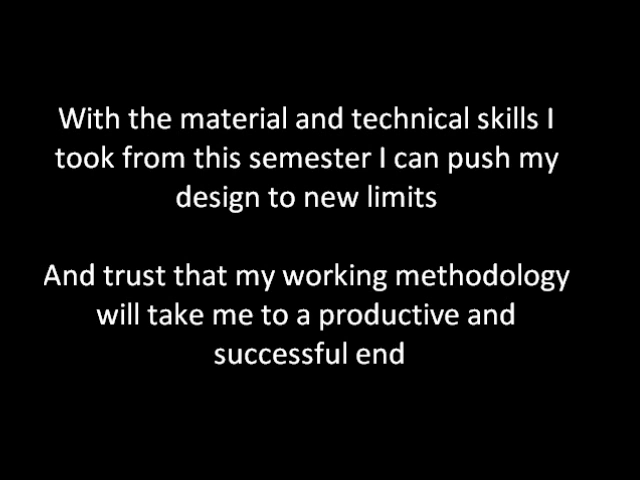 With the material and technical skills I
took from this semester I can push my
design to new limits
And trust that my working methodology
will take me to a productive and
successful end